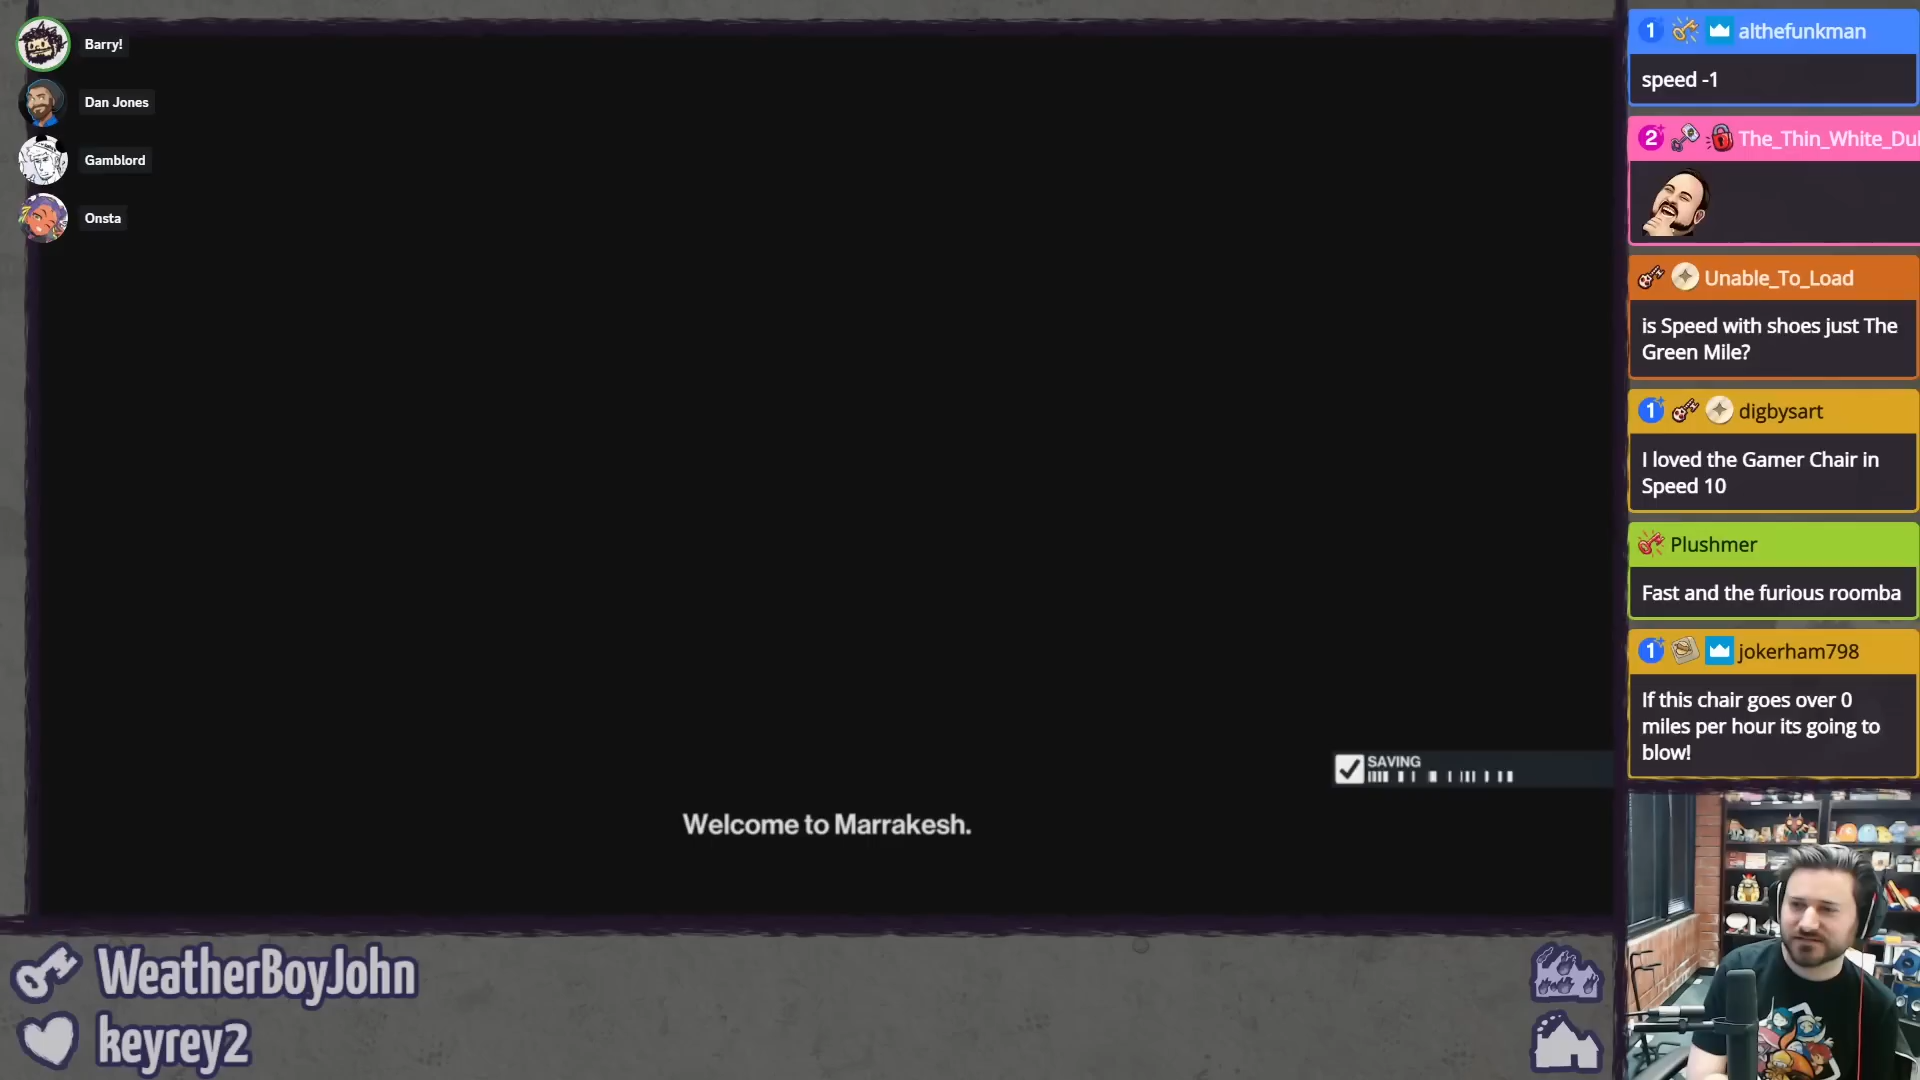 Barry!
Dan Jones
Gamblord
Onsta
SAVING
Welcome to Marrakesh.
WeatherBoyJohn
keyrey2
1 althefunkman
speed -1
2 The_Thin_White_Du
Unable_To_Load
is Speed with shoes just The
Green Mile?
1 digbysart
I loved the Gamer Chair in
Speed 10
Plushmer
Fast and the furious roomba
1 jokerham798
If this chair goes over 0
miles per hour its going to
blow!